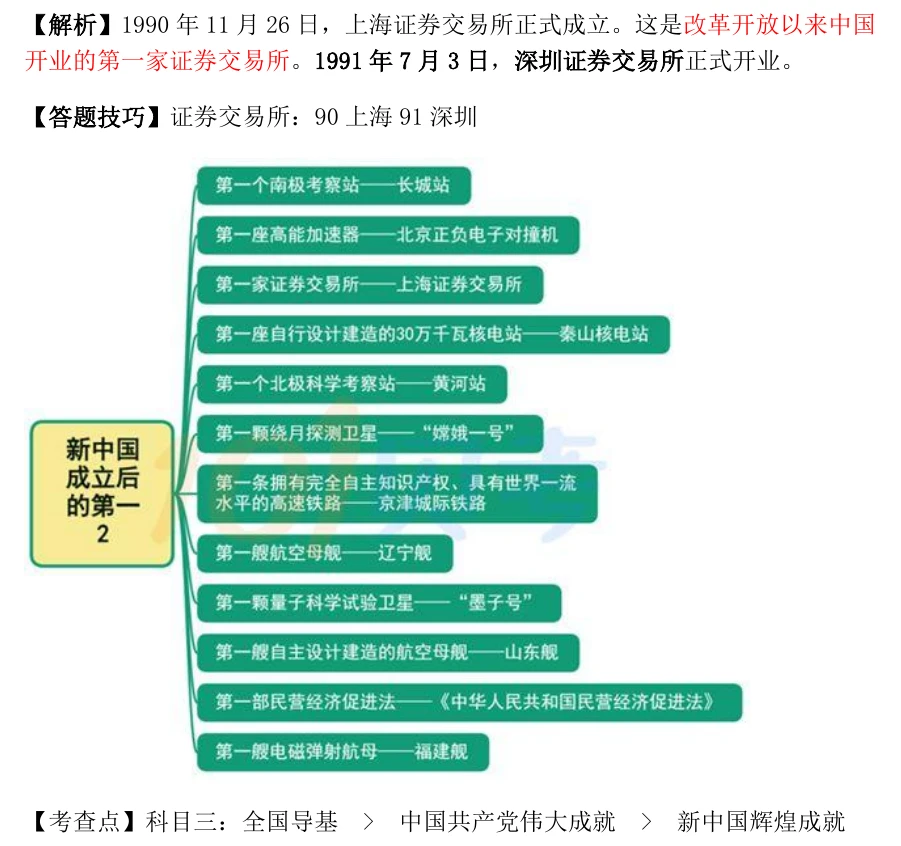 【解析】1990 年 11 月 26 日，上海证券交易所正式成立。这是改革开放以来中国
开业的第一家证券交易所。1991 年 7 月 3 日，深圳证券交易所正式开业。
【答题技巧】证券交易所：90 上海 91 深圳
新中国
成立后
的第一
2
第一个南极考察站——长城站
第一座高能加速器——北京正负电子对撞机
第一家证券交易所——上海证券交易所
第一座自行设计建造的30万千瓦核电站——秦山核电站
第一个北极科学考察站——黄河站
第一颗绕月探测卫星——“嫦娥一号”
第一条拥有完全自主知识产权、具有世界一流
水平的高速铁路——京津城际铁路
第一艘航空母舰——辽宁舰
第一颗量子科学试验卫星——“墨子号”
第一艘自主设计建造的航空母舰——山东舰
第一部民营经济促进法——《中华人民共和国民营经济促进法》
第一艘电磁弹射航母——福建舰
【考查点】科目三：全国导基 > 中国共产党伟大成就 > 新中国辉煌成就